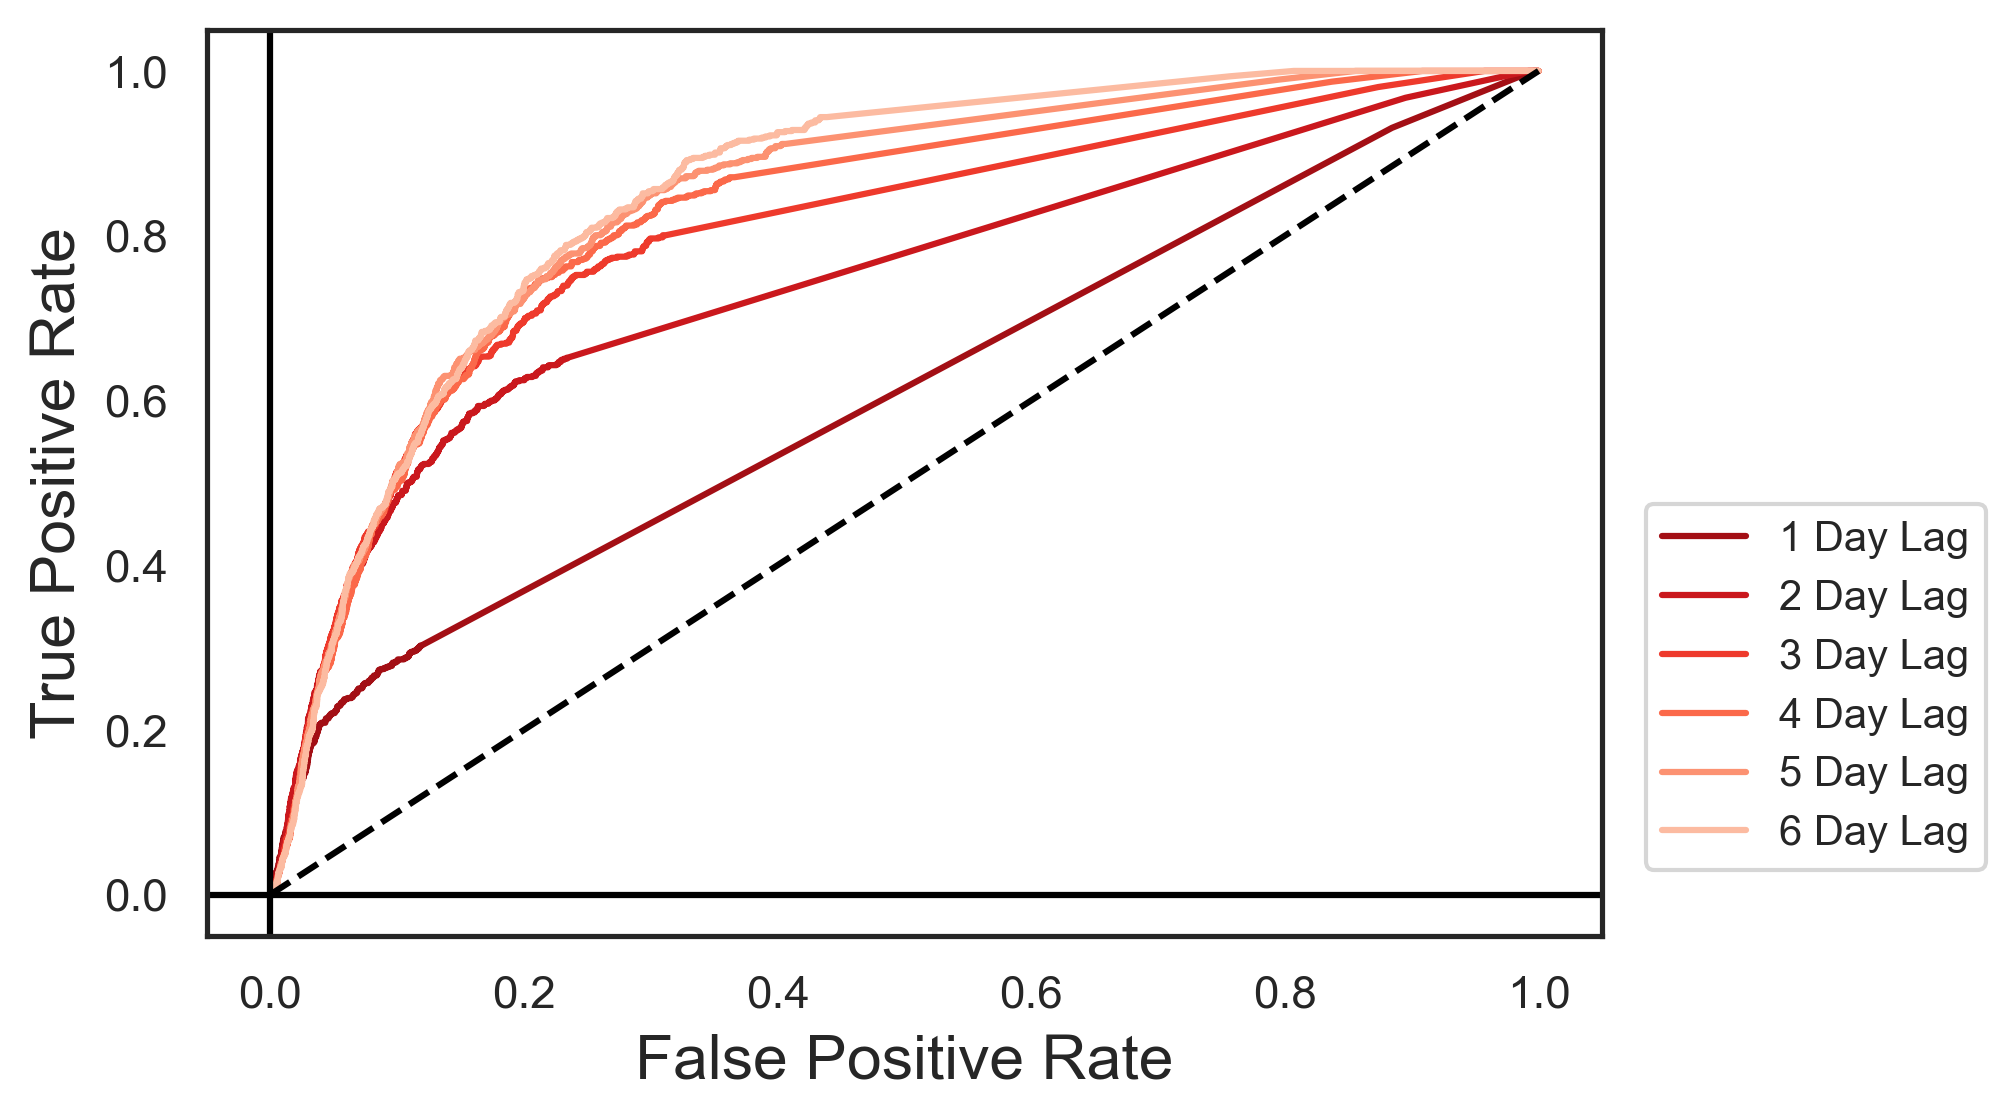 1.0
0.8
0.6
0.4
0.2
0.0
True Positive Rate
0.0 0.2 0.4 0.6 0.8 1.0
False Positive Rate
1 Day Lag
2 Day Lag
3 Day Lag
4 Day Lag
5 Day Lag
6 Day Lag